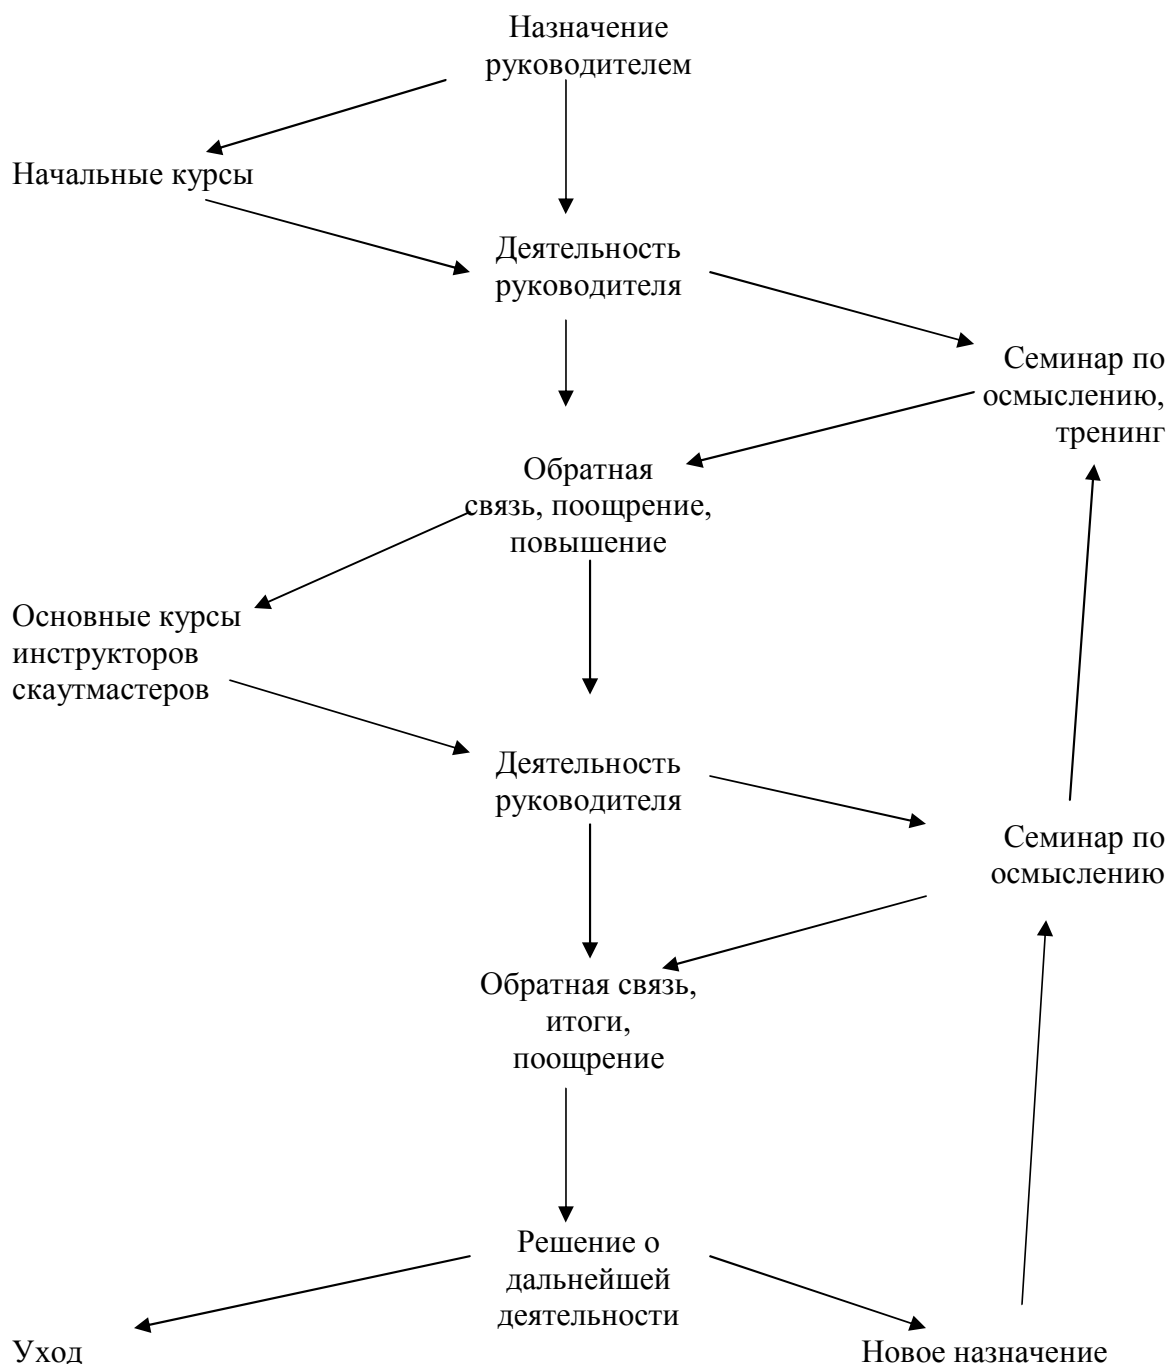 Назначение
руководителем
Начальные курсы
Деятельность
руководителя
Семинар по
осмыслению,
тренинг
Обратная
связь, поощрение,
повышение
Основные курсы
инструкторов
скаутмастеров
Деятельность
руководителя
Семинар по
осмыслению
Обратная связь,
итоги,
поощрение
Решение о
дальнейшей
деятельности
Уход
Новое назначение